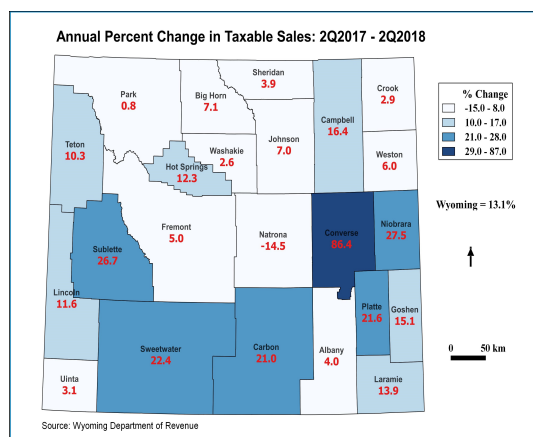 Annual Percent Change in Taxable Sales: 2Q2017 - 2Q2018
Sheridan
3.9
Park
0.8
Big Horn
7.1
Crook
2.9
Campbell
16.4
Johnson
7.0
Teton
10.3
Washakie
2.6
Hot Springs
12.3
Weston
6.0
Fremont
5.0
Natrona
-14.5
Converse
86.4
Niobrara
27.5
Sublette
26.7
Lincoln
11.6
Platte
21.6
Goshen
15.1
Sweetwater
22.4
Carbon
21.0
Albany
4.0
Uinta
3.1
Laramie
13.9
% Change
-15.0 - 8.0
10.0 - 17.0
21.0 - 28.0
29.0 - 87.0
Wyoming = 13.1%
0 50 km
Source: Wyoming Department of Revenue